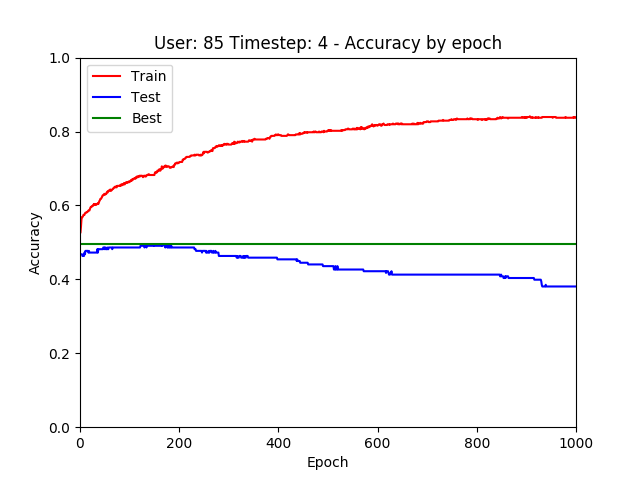 User: 85 Timestep: 4 - Accuracy by epoch
1.0
0.8
0.6
0.4
0.2
0.0
Accuracy
Train
Test
Best
0 200 400 600 800 1000
Epoch